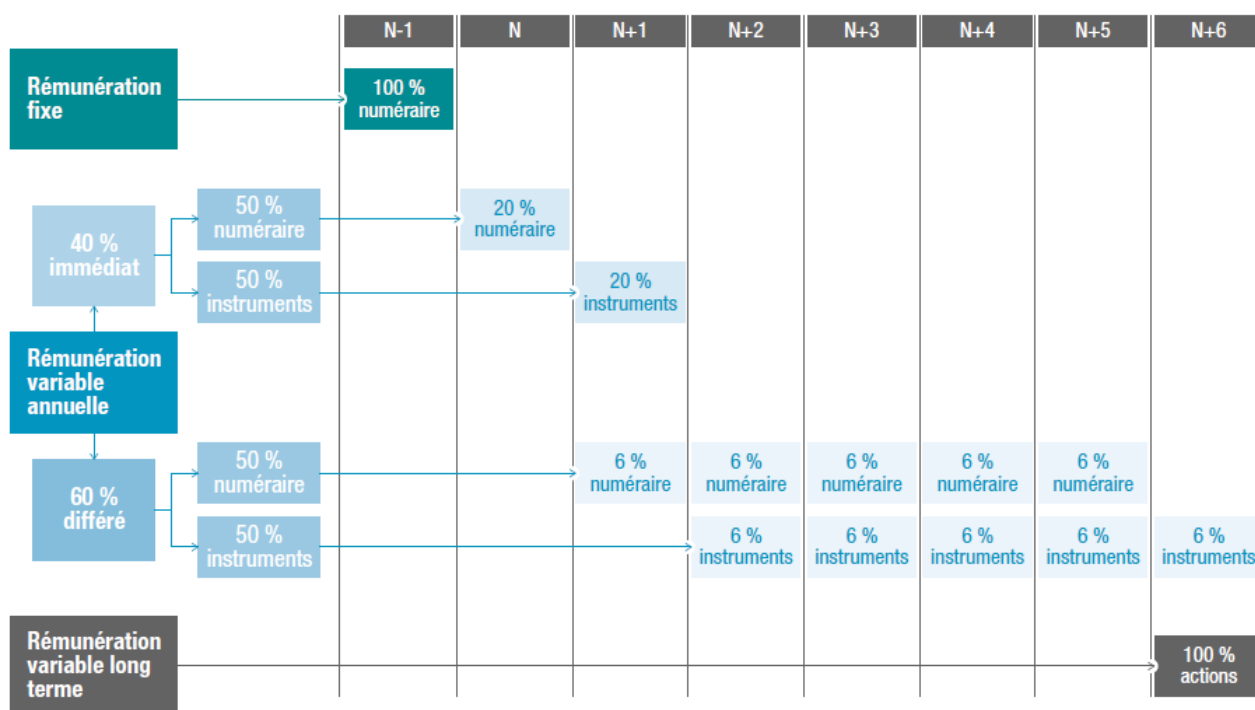 N-1 N N+1 N+2 N+3 N+4 N+5 N+6
Rémunération
fixe
100 %
numéraire
40 %
immédiat
50 %
numéraire
20 %
numéraire
50 %
instruments
20 %
instruments
Rémunération
variable
annuelle
60 %
différé
50 %
numéraire
6 %
numéraire
6 %
numéraire
6 %
numéraire
6 %
numéraire
6 %
numéraire
50 %
instruments
6 %
instruments
6 %
instruments
6 %
instruments
6 %
instruments
6 %
instruments
Rémunération
variable long
terme
100 %
actions